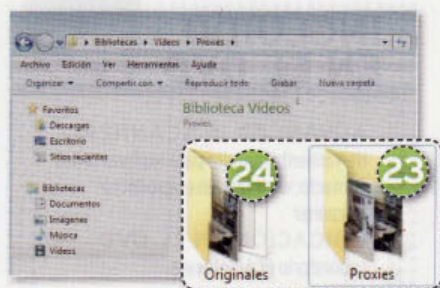 Bibliotecas ▸ Vídeos ▸ Proxies ▸
Archivo Edición Ver Herramientas Ayuda
Organizar Compartir con Reproducir todo Grabar Nueva carpeta
Favoritos
Descargas
Escritorio
Sitios recientes
Bibliotecas
Documentos
Imágenes
Música
Vídeos
Biblioteca Vídeos
Proxies
24
23
Originales
Proxies